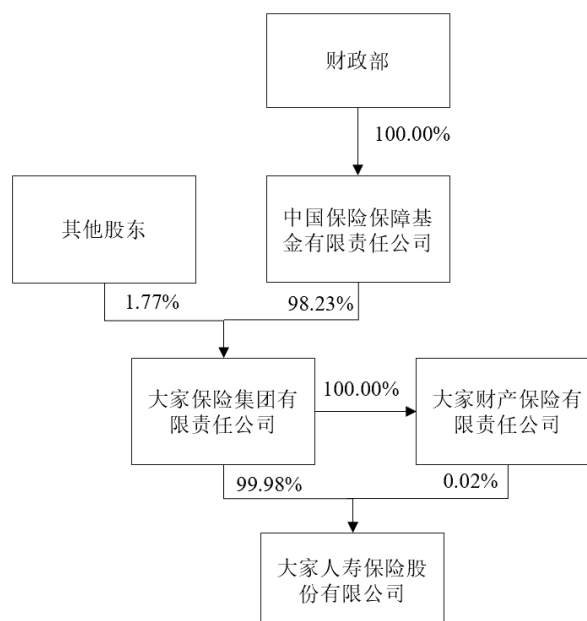 财政部
100.00%
其他股东
中国保险保障基
金有限责任公司
1.77%
98.23%
大家保险集团有
限责任公司
100.00%
大家财产保险有
限责任公司
99.98%
0.02%
大家人寿保险股
份有限公司